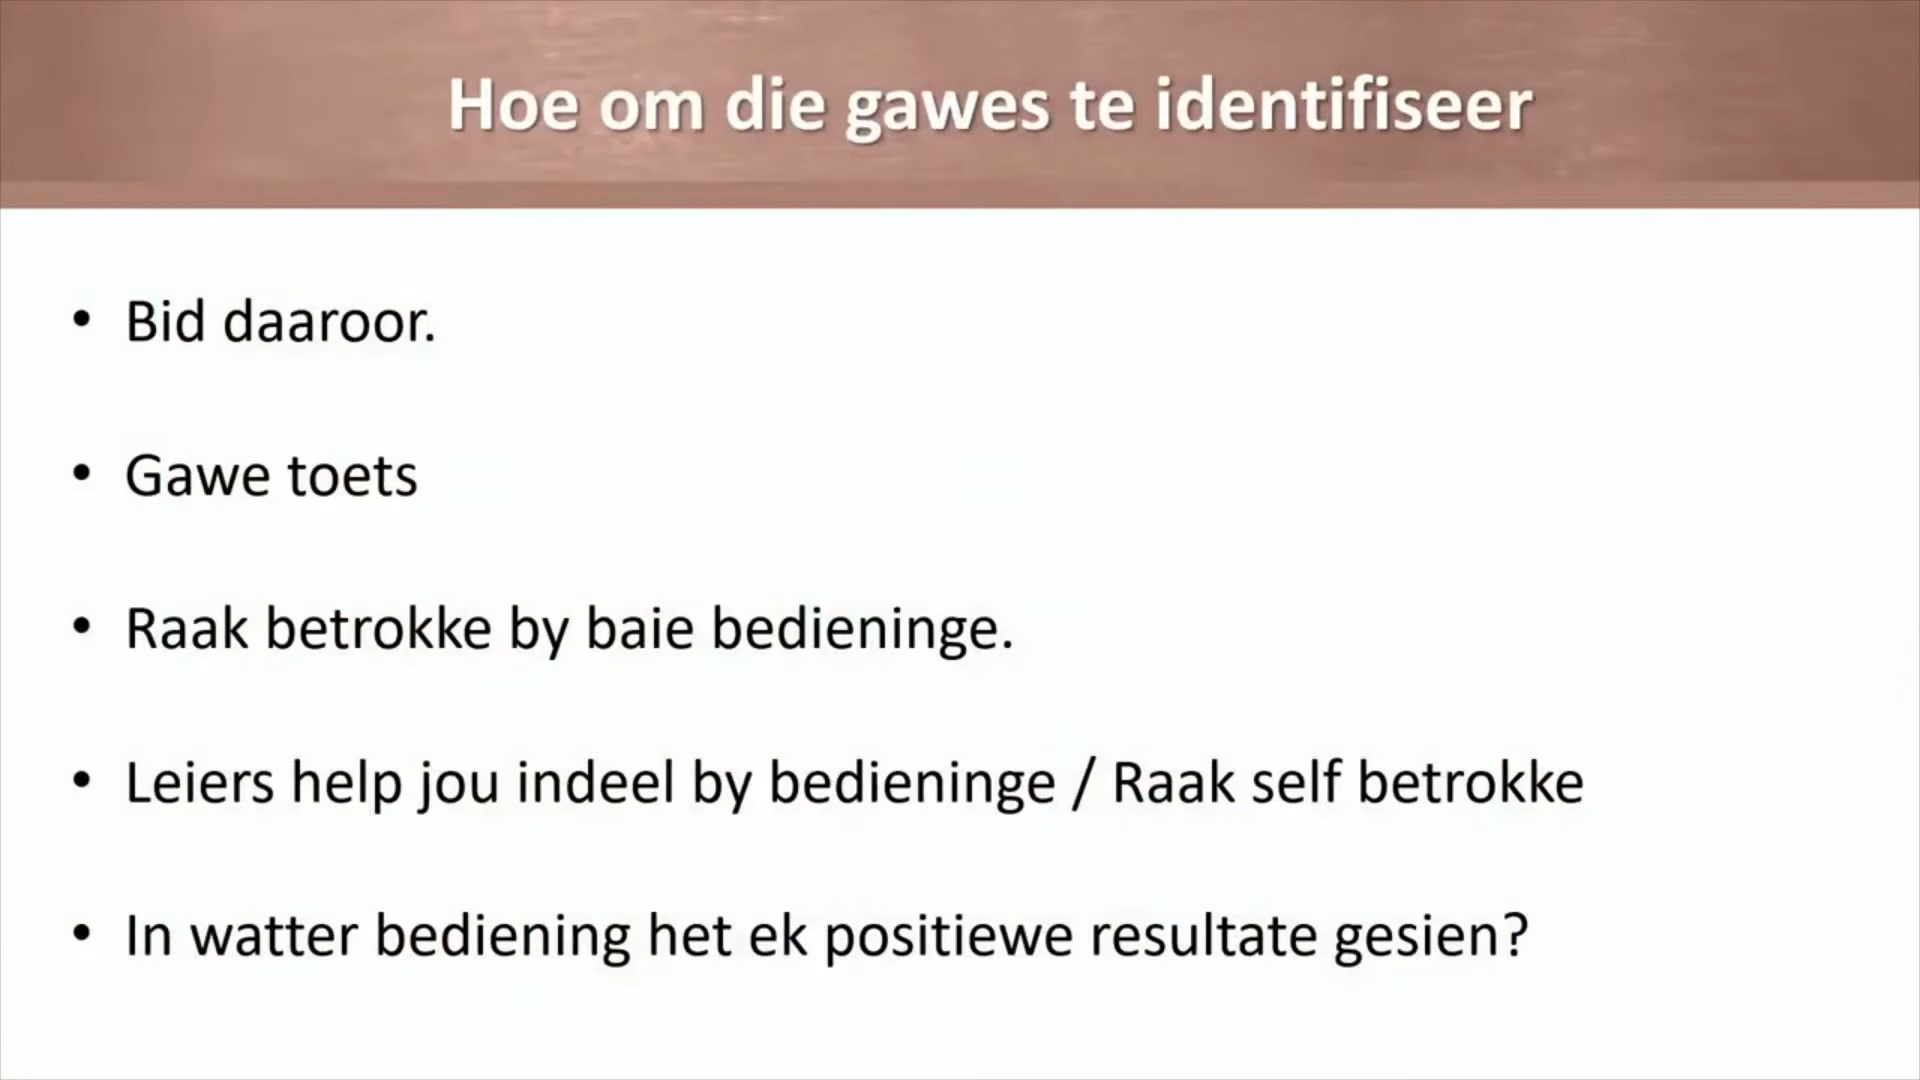 Hoe om die gawes te identifiseer
• Bid daaroor.
• Gawe toets
• Raak betrokke by baie bedieninge.
• Leiers help jou indeel by bedieninge / Raak self betrokke
• In watter bediening het ek positiewe resultate gesien?